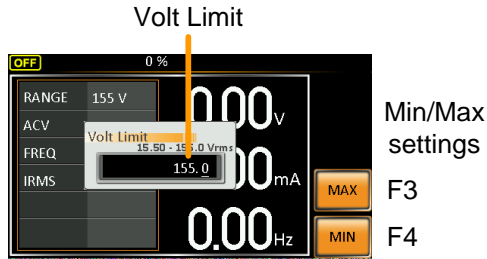 Volt Limit
OFF 0 %
RANGE 155 V
0.00V
ACV
Volt Limit
15.50 - 155.0 Vrms
FREQ
155.0
IRMS
00mA
0.00Hz
MAX
MIN
Min/Max
settings
F3
F4